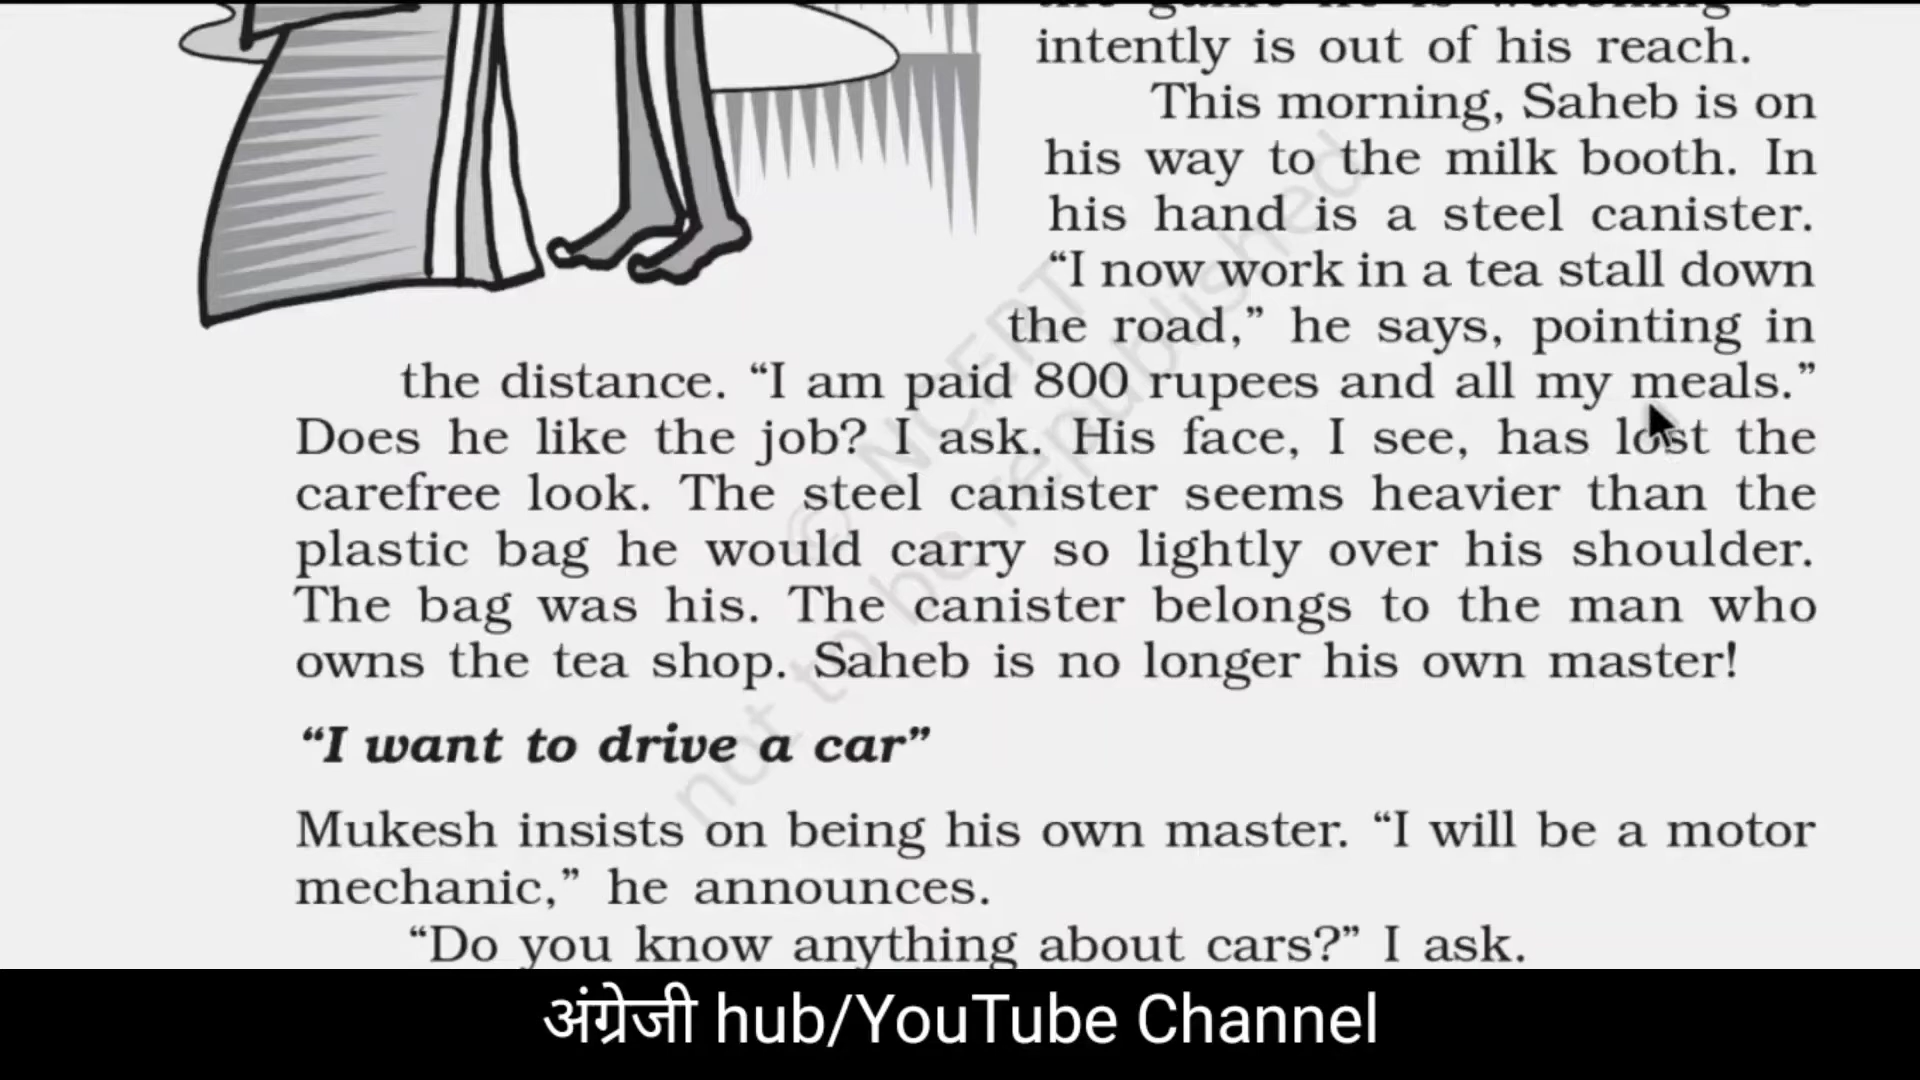 intently is out of his reach.
This morning, Saheb is on
his way to the milk booth. In
his hand is a steel canister.
“I now work in a tea stall down
the road,” he says, pointing in
the distance. “I am paid 800 rupees and all my meals.”
Does he like the job? I ask. His face, I see, has lost the
carefree look. The steel canister seems heavier than the
plastic bag he would carry so lightly over his shoulder.
The bag was his. The canister belongs to the man who
owns the tea shop. Saheb is no longer his own master!
“I want to drive a car”
Mukesh insists on being his own master. “I will be a motor
mechanic,” he announces.
“Do you know anything about cars?” I ask.
© NCERT
not to be republished
अंग्रेजी hub/YouTube Channel